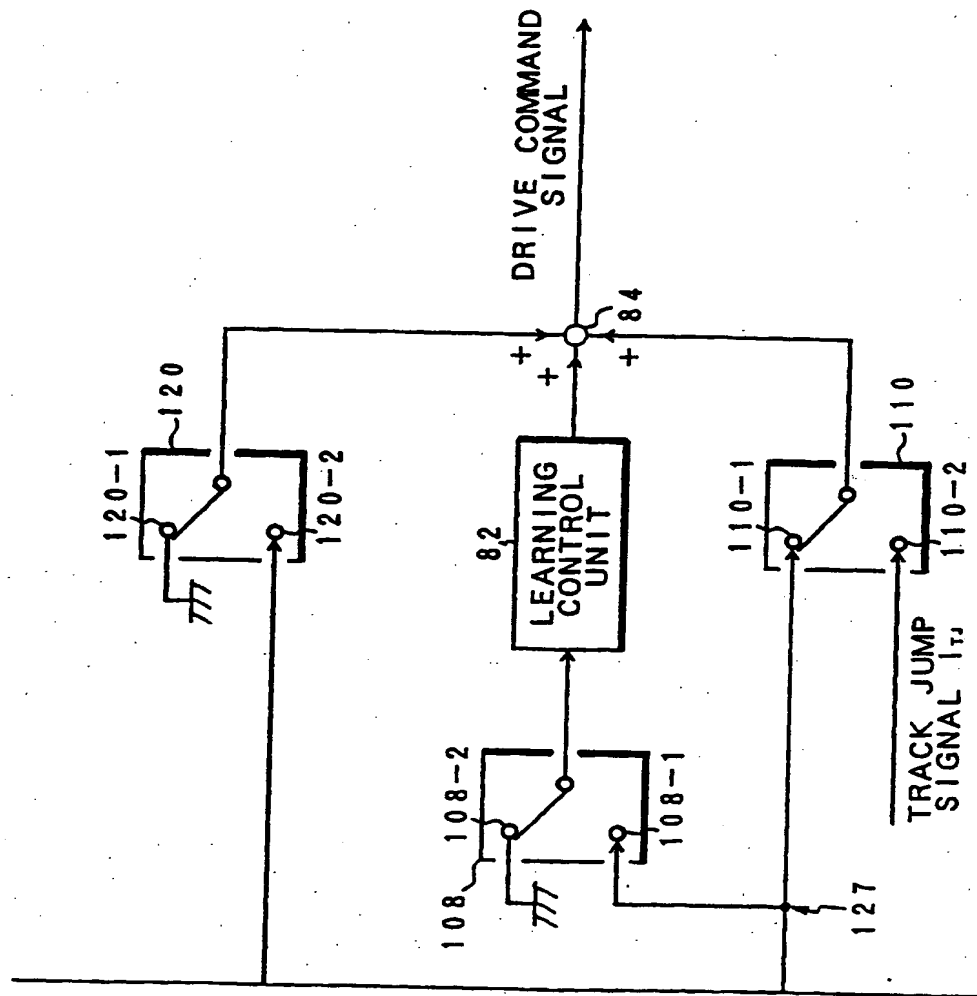 120-1
120
120-2
DRIVE COMMAND
SIGNAL
84
+
+
+
82
LEARNING
CONTROL
UNIT
108
108-2
108-1
110-1
110
110-2
TRACK JUMP
SIGNAL ITJ
127